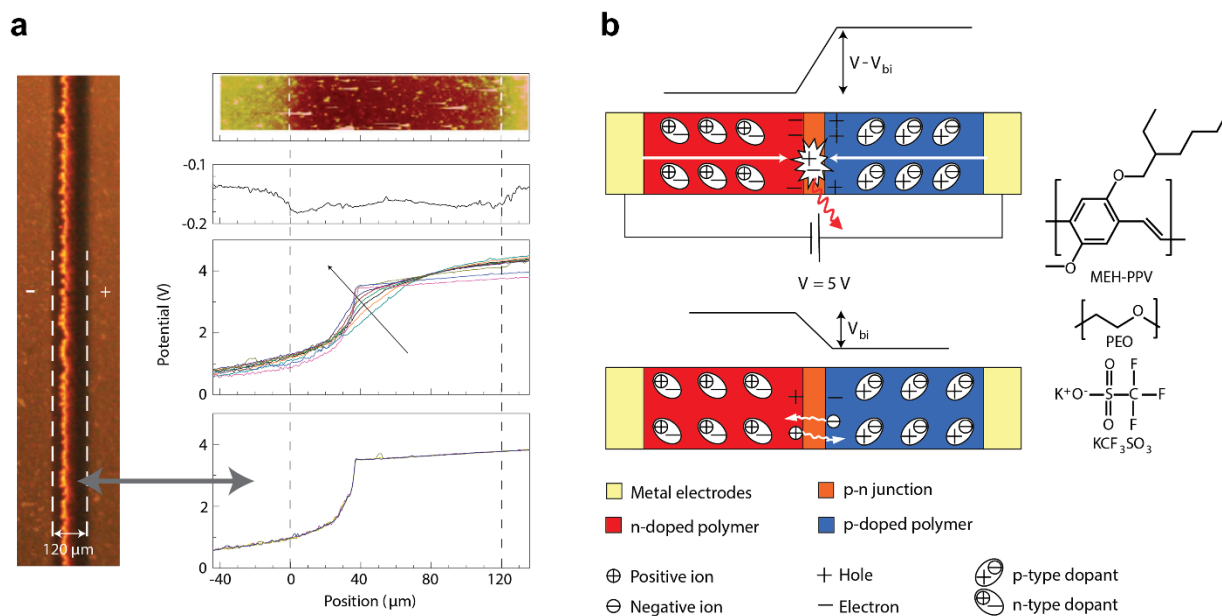 a
−
+
120 µm
-0.1
-0.2
4
2
0
4
2
0
Potential (V)
-40
0
40
80
120
Position (µm)
b
V - Vbi
V = 5 V
Vbi
MEH-PPV
O
O
[ O ]
PEO
K⁺O⁻ S C F
O
O
F
F
KCF₃SO₃
Metal electrodes
p-n junction
n-doped polymer
p-doped polymer
⊕ Positive ion
+ Hole
p-type dopant
⊖ Negative ion
− Electron
n-type dopant